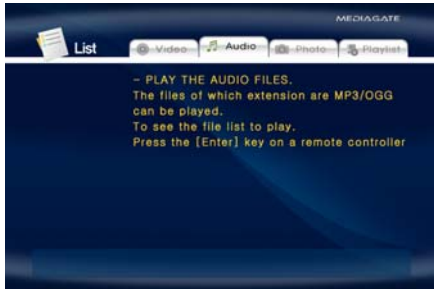 MEDIAGATE
List
Video
Audio
Photo
Playlist
- PLAY THE AUDIO FILES.
The files of which extension are MP3/OGG
can be played.
To see the file list to play.
Press the [Enter] key on a remote controller